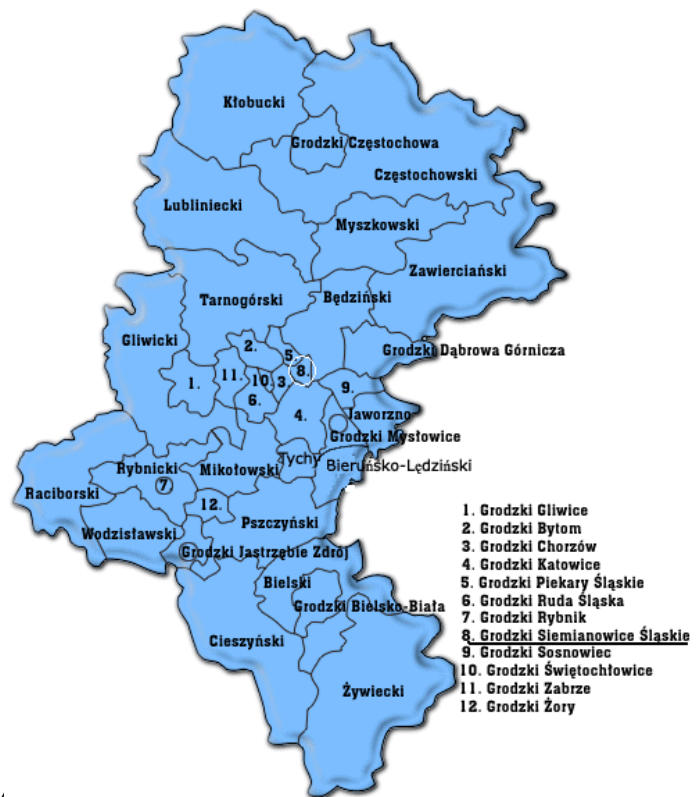 Kłobucki
Grodzki Częstochowa
Częstochowski
Lubliniecki
Myszkowski
Zawierciański
Tarnogórski
Będziński
Gliwicki
2.
5.
Grodzki Dąbrowa Górnicza
1.
11.
10.
3.
8.
9.
6.
4.
Jaworzno
Grodzki Mysłowice
Rybnicki
Mikołowski
Tychy
Bieruńsko-Lędziński
7
Raciborski
12.
Wodzisławski
Pszczyński
Grodzki Jastrzębie Zdrój
Bielski
Grodzki Bielsko-Biała
Cieszyński
Żywiecki
1. Grodzki Gliwice
2. Grodzki Bytom
3. Grodzki Chorzów
4. Grodzki Katowice
5. Grodzki Piekary Śląskie
6. Grodzki Ruda Śląska
7. Grodzki Rybnik
8. Grodzki Siemianowice Śląskie
9. Grodzki Sosnowiec
10. Grodzki Świętochłowice
11. Grodzki Zabrze
12. Grodzki Żory